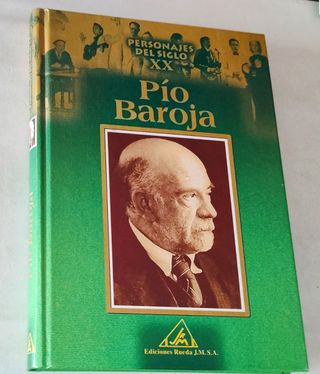 PERSONAJES
DEL SIGLO
XX
Pío
Baroja
Ediciones Rueda J.M. S.A.